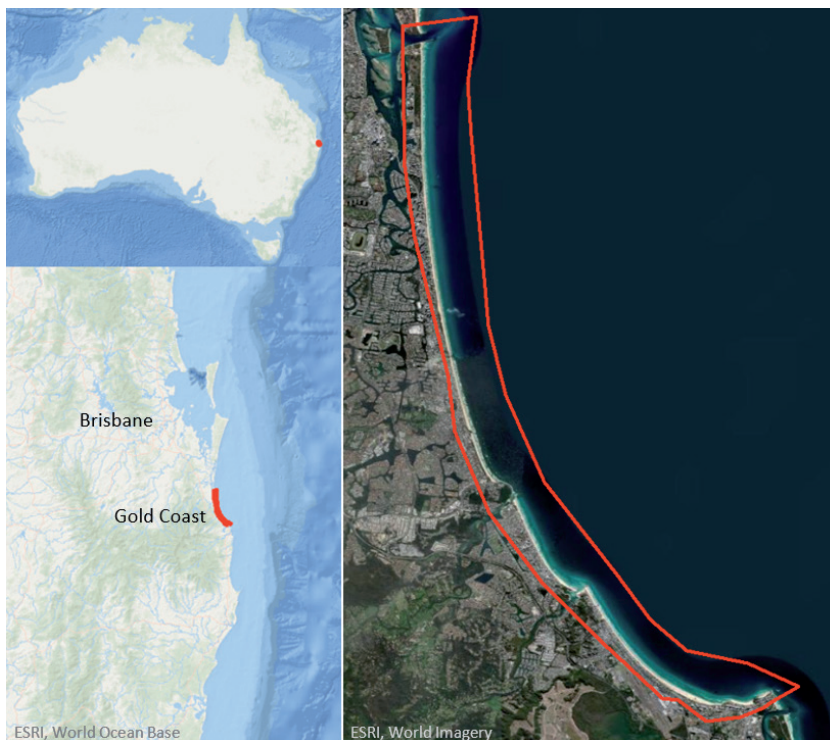 Brisbane
Gold Coast
ESRI, World Ocean Base
ESRI, World Imagery